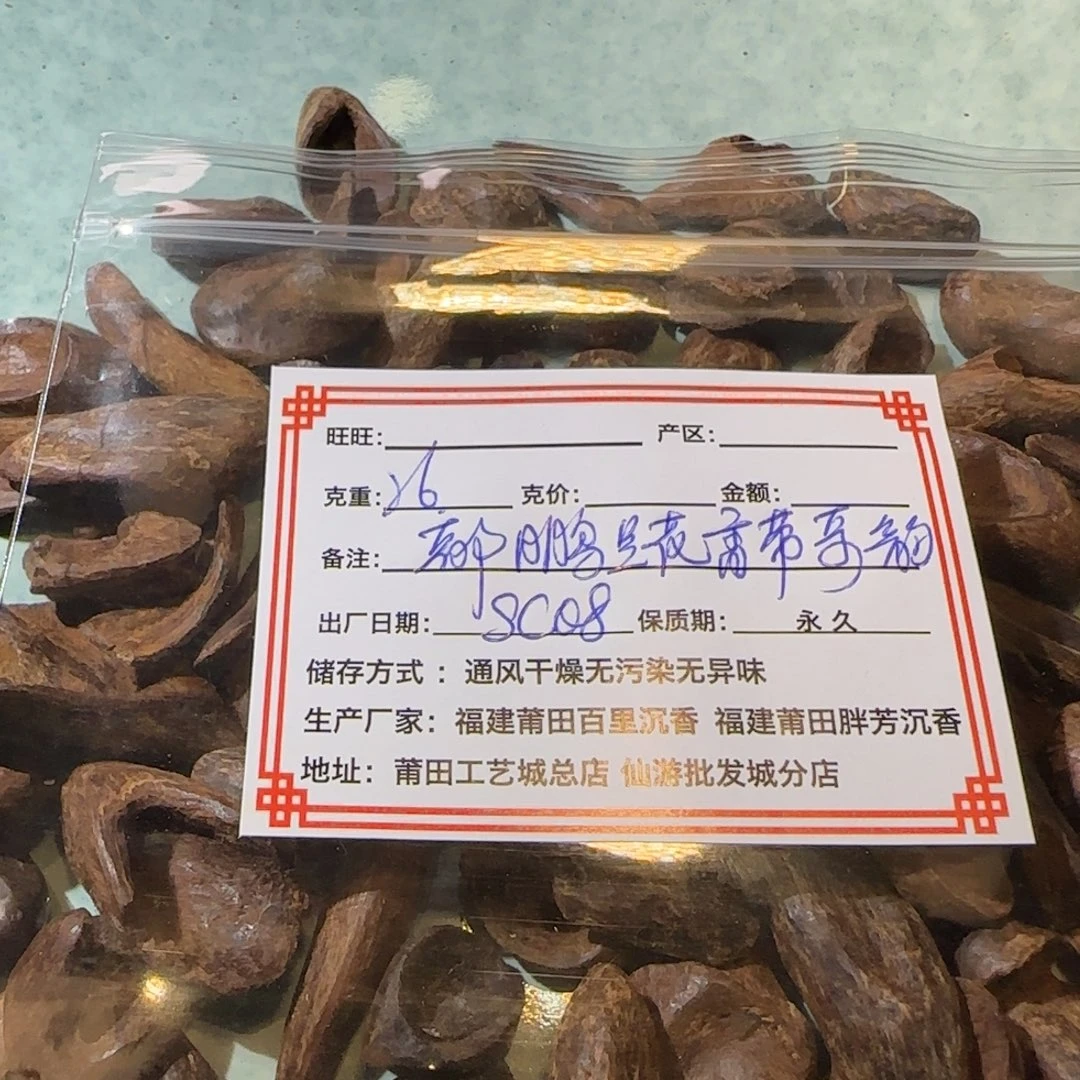 旺旺: 产区:
克重: 克价: 金额:
备注:
出厂日期: SC08 保质期: 永久
储存方式：通风干燥无污染无异味
生产厂家：福建莆田百里沉香 福建莆田胖芳沉香
地址：莆田工艺城总店 仙游批发城分店